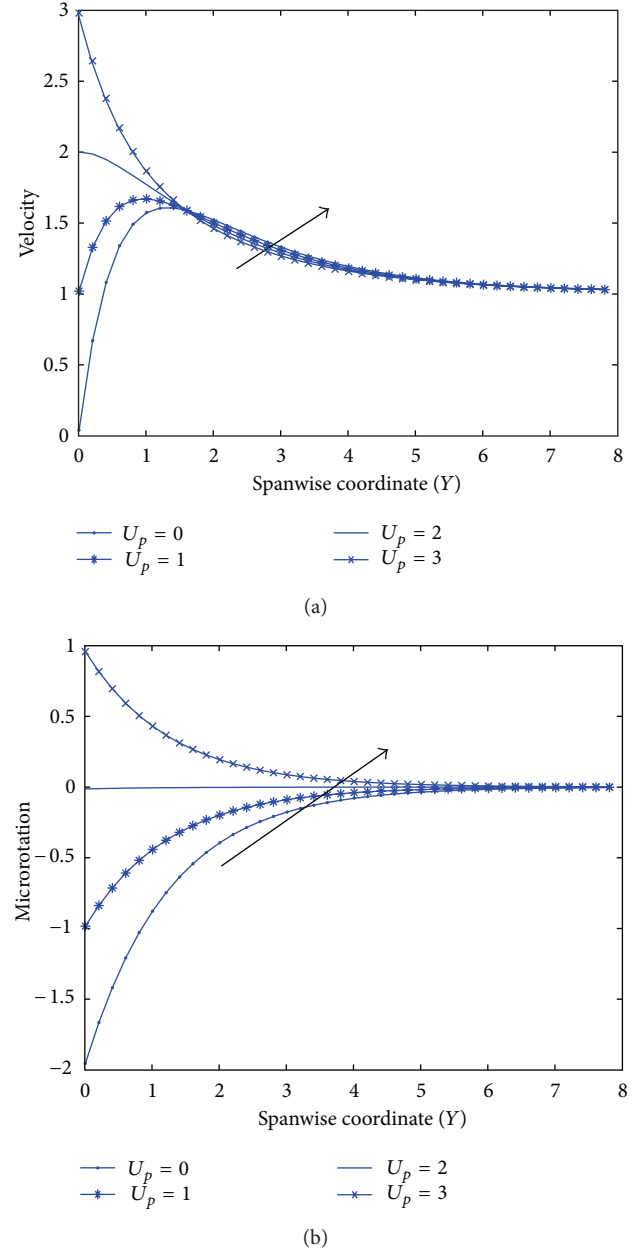 3
2.5
2
1.5
1
0.5
0
Velocity
0 1 2 3 4 5 6 7 8
Spanwise coordinate (Y)
U_p = 0 U_p = 2
U_p = 1 U_p = 3
(a)
1
0.5
0
−0.5
−1
−1.5
−2
Microrotation
0 1 2 3 4 5 6 7 8
Spanwise coordinate (Y)
U_p = 0 U_p = 2
U_p = 1 U_p = 3
(b)